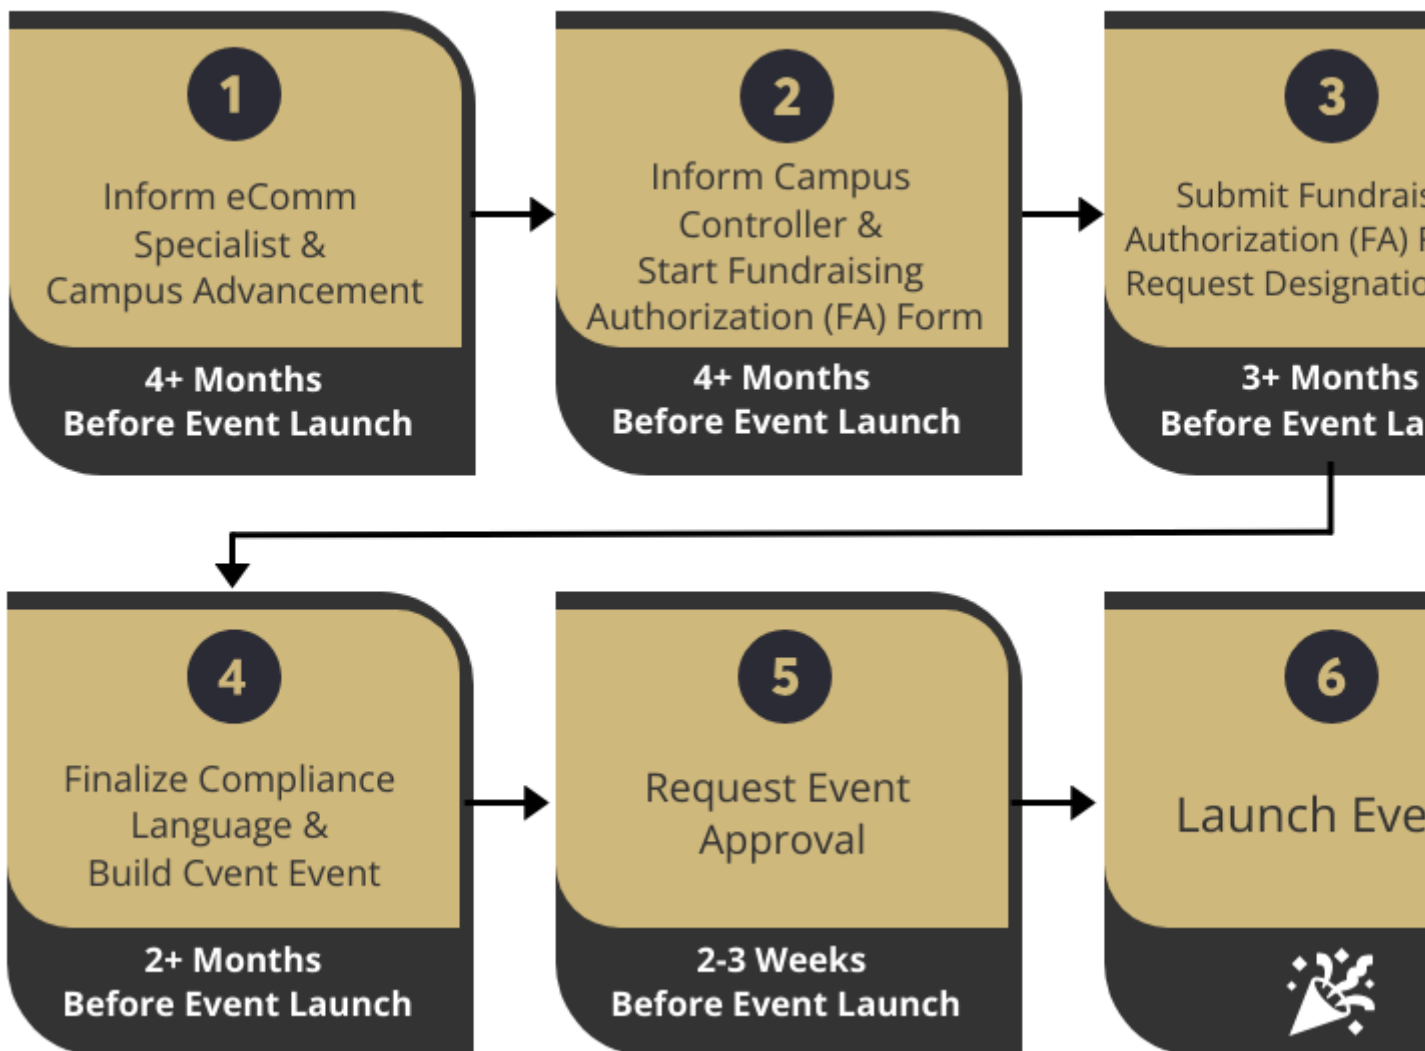 1
Inform eComm
Specialist &
Campus Advancement
4+ Months
Before Event Launch
2
Inform Campus
Controller &
Start Fundraising
Authorization (FA) Form
4+ Months
Before Event Launch
3
Submit
Authorization (FA)
Request
3+ Months
Before Event
4
Finalize Compliance
Language &
Build Cvent Event
2+ Months
Before Event Launch
5
Request Event
Approval
2-3 Weeks
Before Event Launch
6
Launch